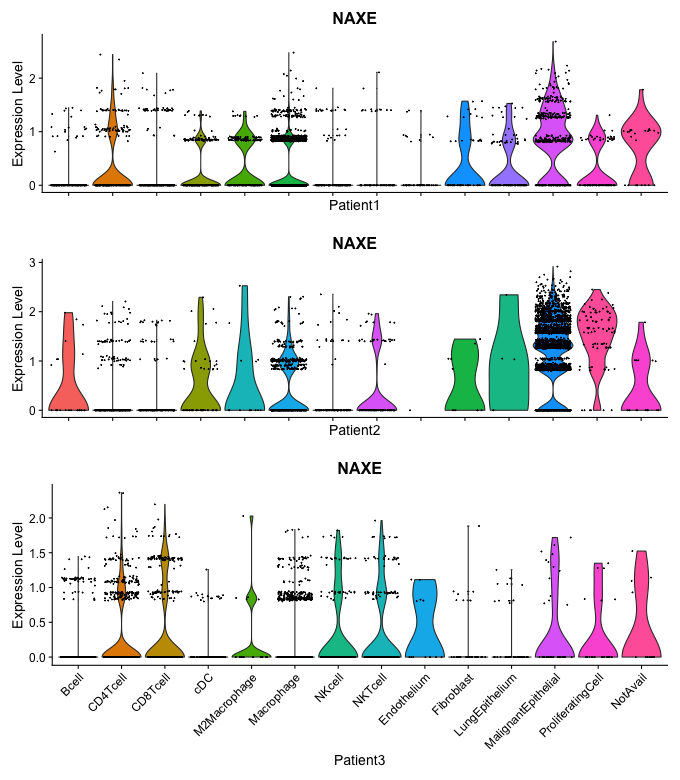 NAXE
Expression Level
2
1
0
Patient1
NAXE
Expression Level
3
2
1
0
Patient2
NAXE
Expression Level
2.0
1.5
1.0
0.5
0.0
Bcell
CD4Tcell
CD8Tcell
cDC
M2Macrophage
Macrophage
NKcell
NKTcell
Endothelium
Fibroblast
LungEpithelium
MalignantEpithelial
ProliferatingCell
NotAvail
Patient3